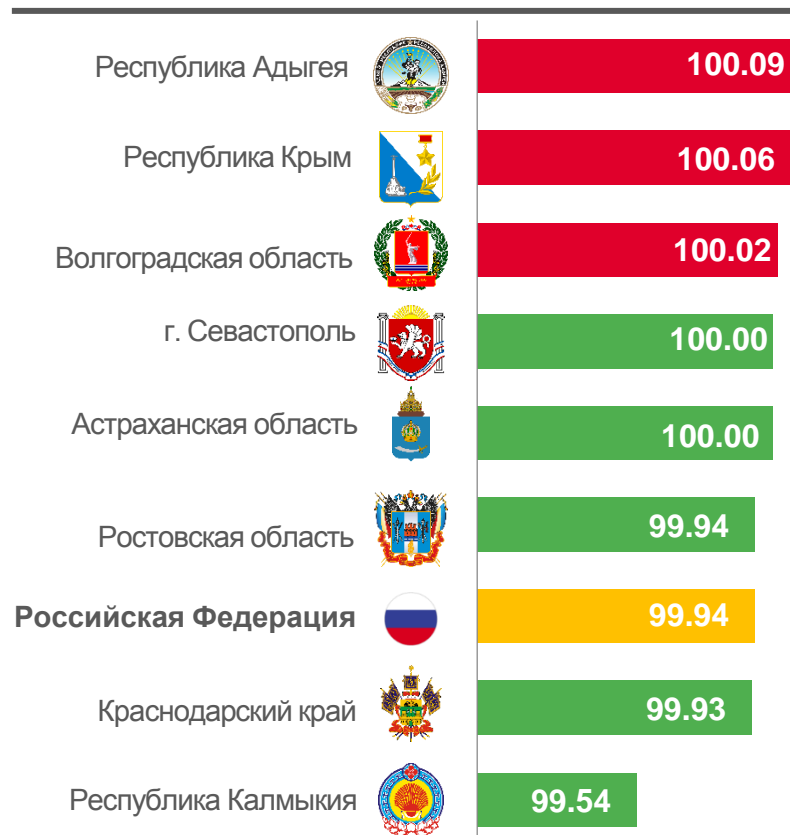 Республика Адыгея 100.09
Республика Крым 100.06
Волгоградская область 100.02
г. Севастополь 100.00
Астраханская область 100.00
Ростовская область 99.94
Российская Федерация 99.94
Краснодарский край 99.93
Республика Калмыкия 99.54